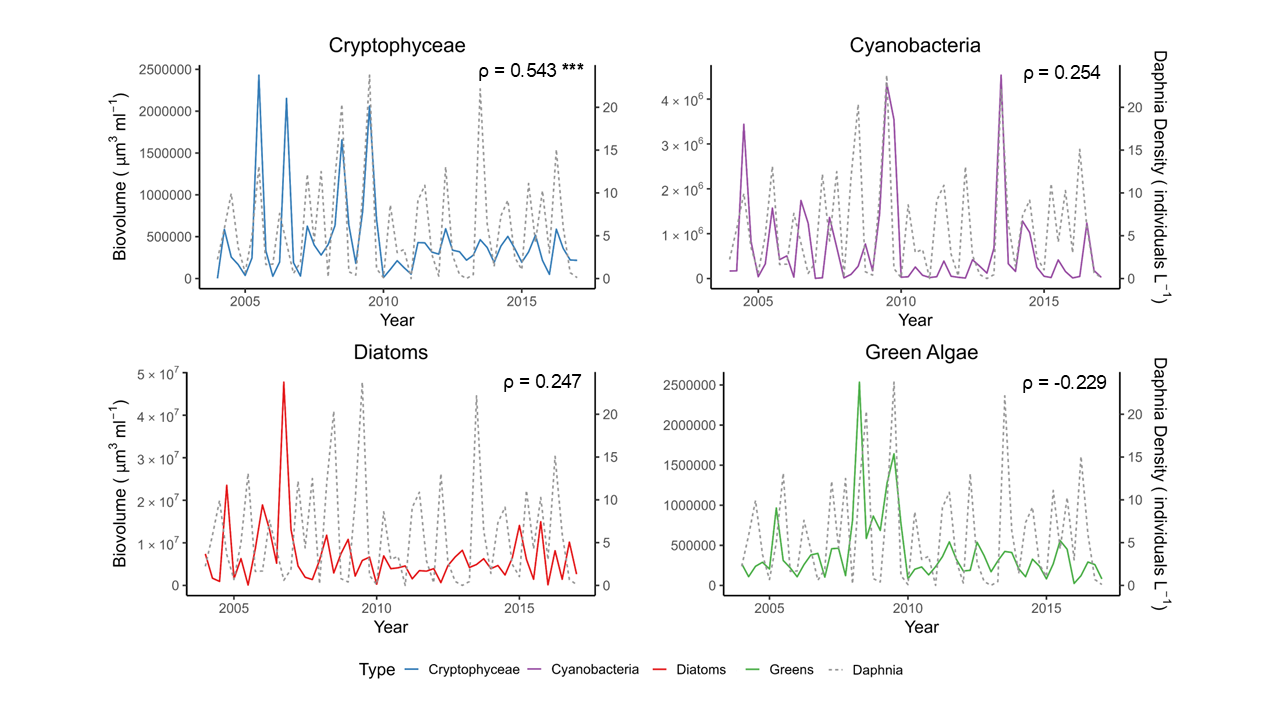 Cryptophyceae
ρ = 0.543 ***
Biovolume ( μm³ ml⁻¹)
2500000
2000000
1500000
1000000
500000
0
20
15
10
5
0
2005 2010 2015
Year
Cyanobacteria
ρ = 0.254
4 × 10⁶
3 × 10⁶
2 × 10⁶
1 × 10⁶
0
20
15
10
5
0
Daphnia Density ( individuals L⁻¹)
2005 2010 2015
Year
Diatoms
ρ = 0.247
Biovolume ( μm³ ml⁻¹)
5 × 10⁷
4 × 10⁷
3 × 10⁷
2 × 10⁷
1 × 10⁷
0
20
15
10
5
0
2005 2010 2015
Year
Green Algae
ρ = -0.229
2500000
2000000
1500000
1000000
500000
0
20
15
10
5
0
Daphnia Density ( individuals L⁻¹)
2005 2010 2015
Year
Type Cryptophyceae Cyanobacteria Diatoms Greens Daphnia